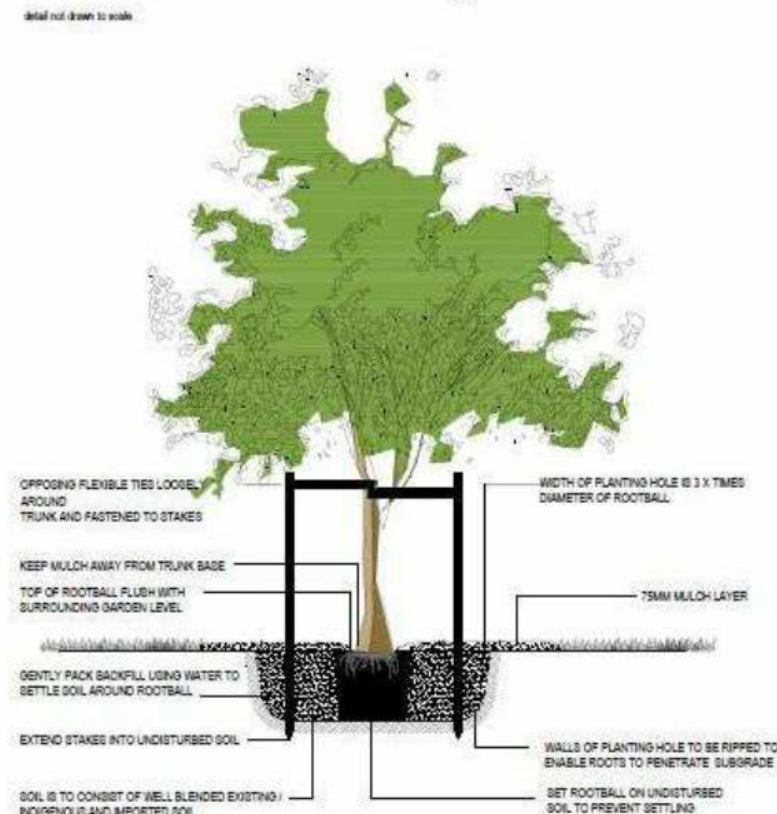 detail not drawn to scale
OPPOSING FLEXIBLE TIES LOOSELY
AROUND
TRUNK AND FASTENED TO STAKES
KEEP MULCH AWAY FROM TRUNK BASE
TOP OF ROOTBALL FLUSH WITH
SURROUNDING GARDEN LEVEL
GENTLY PACK BACKFILL USING WATER TO
SETTLE SOIL AROUND ROOTBALL
EXTEND STAKES INTO UNDISTURBED SOIL
SOIL IS TO CONSIST OF WELL BLENDED EXISTING /
INDIGENOUS AND IMPORTED SOIL
WIDTH OF PLANTING HOLE IS 3 X TIMES
DIAMETER OF ROOTBALL
75MM MULCH LAYER
WALLS OF PLANTING HOLE TO BE RIPPED TO
ENABLE ROOTS TO PENETRATE SUBGRADE
SET ROOTBALL ON UNDISTURBED
SOIL TO PREVENT SETTLING